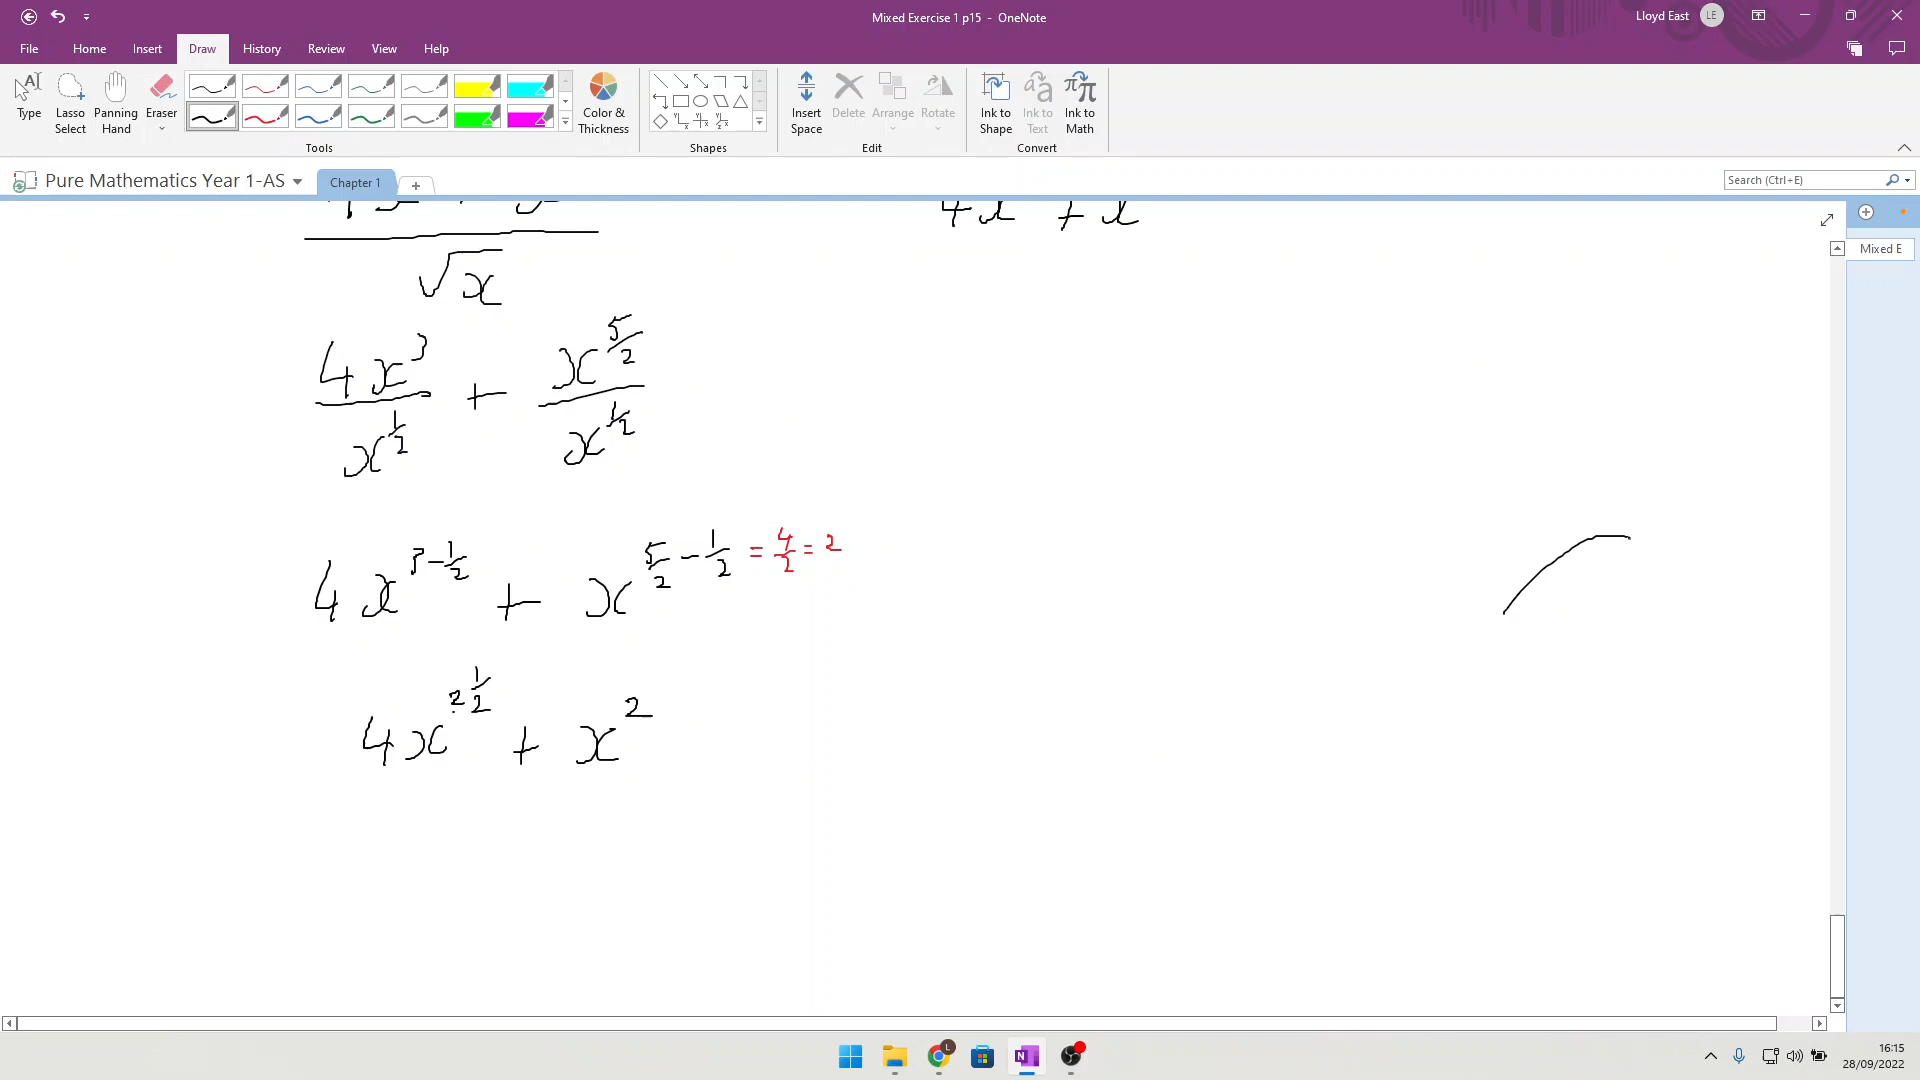 Mixed Exercise 1 p15 - OneNote
Lloyd East LE
File Home Insert Draw History Review View Help
Type Lasso Select Panning Hand Eraser Color & Thickness Insert Space Delete Arrange Rotate Ink to Shape Ink to Text Ink to Math
Tools Shapes Edit Convert
Pure Mathematics Year 1-AS Chapter 1 + Search (Ctrl+E)
Mixed E
4x + x
√x
4x^3/x^(1/2) + x^(5/2)/x^(1/2)
4x^(3-1/2) + x^(5/2-1/2) = 4/2 = 2
4x^(2 1/2) + x^2
16:15
28/09/2022